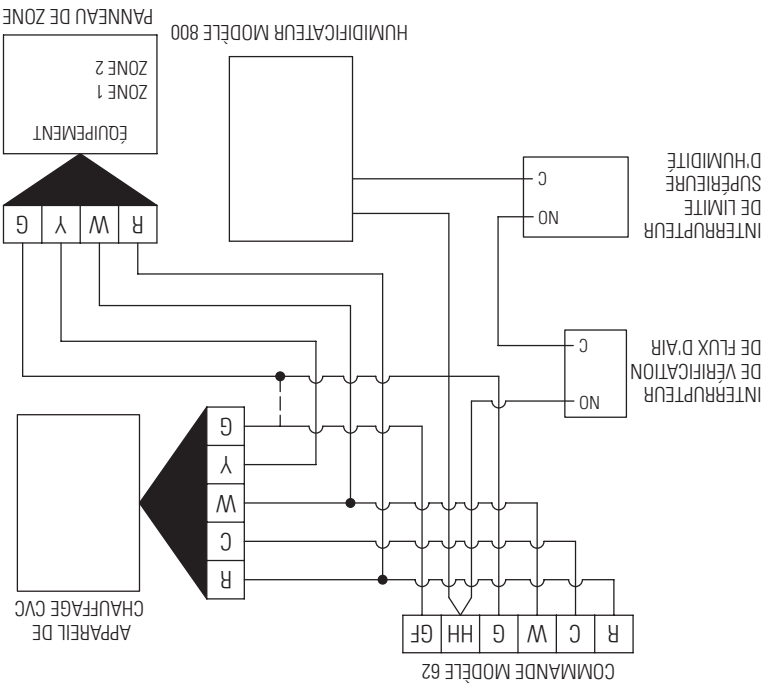 COMMANDE MODÈLE 62
R C W G HH GF
APPAREIL DE
CHAUFFAGE CVC
R
C
W
Y
G
INTERRUPTEUR
DE VÉRIFICATION
DE FLUX D'AIR
NO
C
INTERRUPTEUR
DE LIMITE
SUPÉRIEURE
D'HUMIDITÉ
NO
C
HUMIDIFICATEUR MODÈLE 800
R W Y G
ÉQUIPEMENT
ZONE 1
ZONE 2
PANNEAU DE ZONE